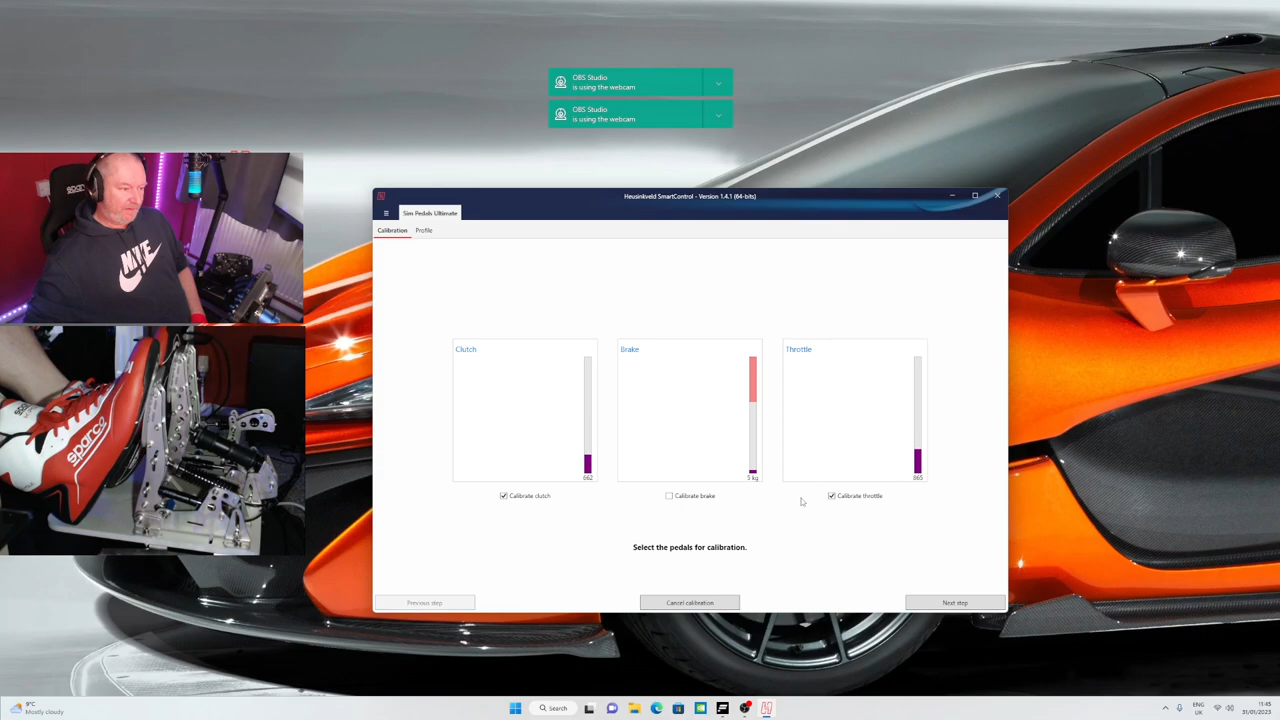 OBS Studio
is using the webcam
OBS Studio
is using the webcam
Heusinkveld SmartControl - Version 1.4.1 (64-bits)
Sim Pedals Ultimate
Calibration Profile
Clutch
Brake
Throttle
662
5 kg
865
Calibrate clutch
Calibrate brake
Calibrate throttle
Select the pedals for calibration.
Previous step
Cancel calibration
Next step
sparco
9°C
Mostly cloudy
Search
ENG
UK
11:45
31/01/2023